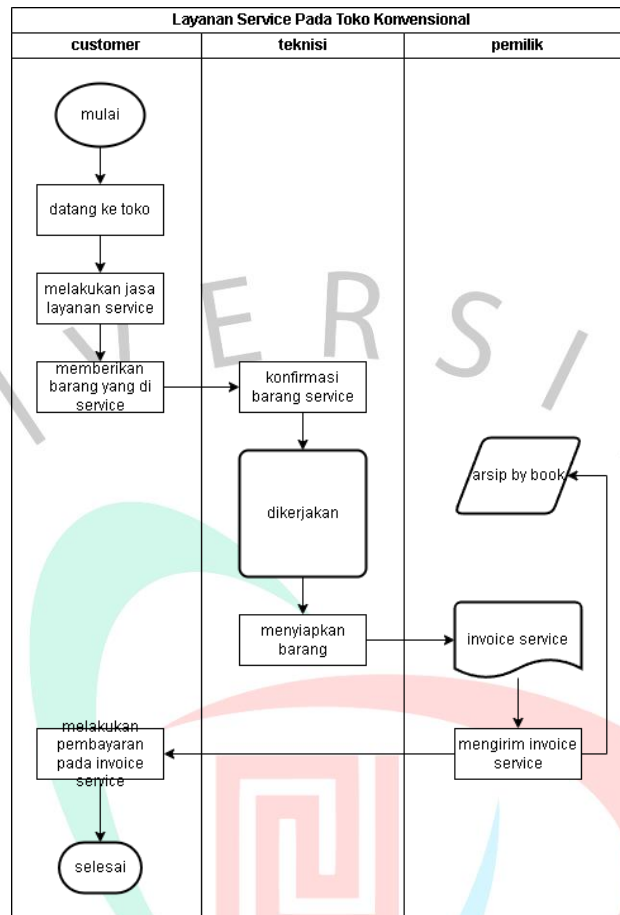 Layanan Service Pada Toko Konvensional
customer
teknisi
pemilik
mulai
datang ke toko
melakukan jasa
layanan service
memberikan
barang yang di
service
konfirmasi
barang service
dikerjakan
arsip by book
menyiapkan
barang
invoice service
mengirim invoice
service
melakukan
pembayaran
pada invoice
service
selesai
IVERSI